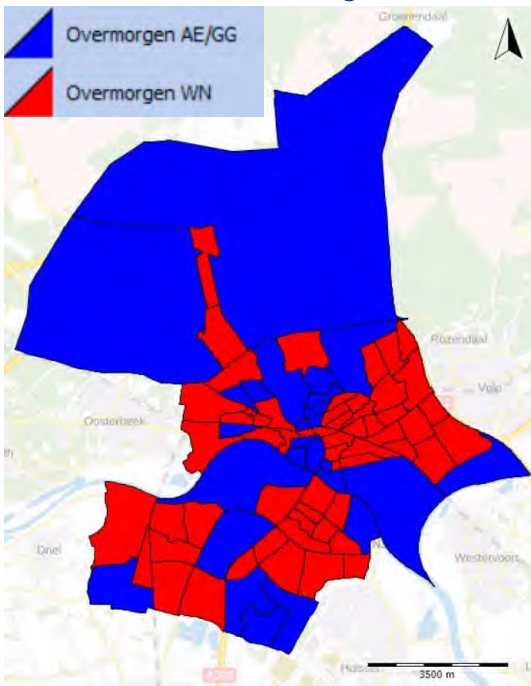 Overmorgen AE/GG
Overmorgen WN
Groenendaal
Rozendaal
Velp
Oosterbeek
Driel
Westervoort
3500 m